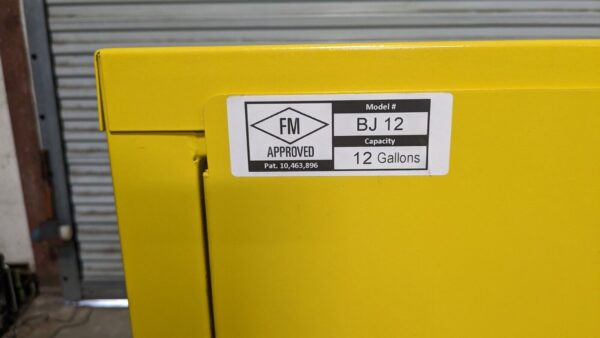 FM
APPROVED
Pat. 10,463,896
Model #
BJ 12
Capacity
12 Gallons